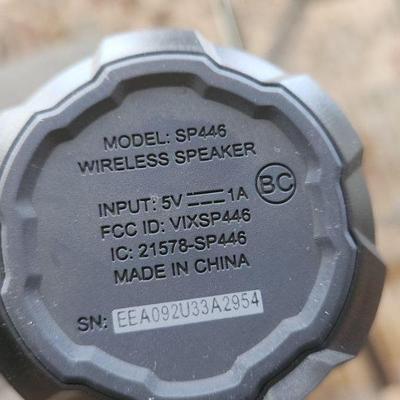 MODEL: SP446
WIRELESS SPEAKER
INPUT: 5V⎓1A
BC
FCC ID: VIXSP446
IC: 21578-SP446
MADE IN CHINA
SN: EEA092U33A2954